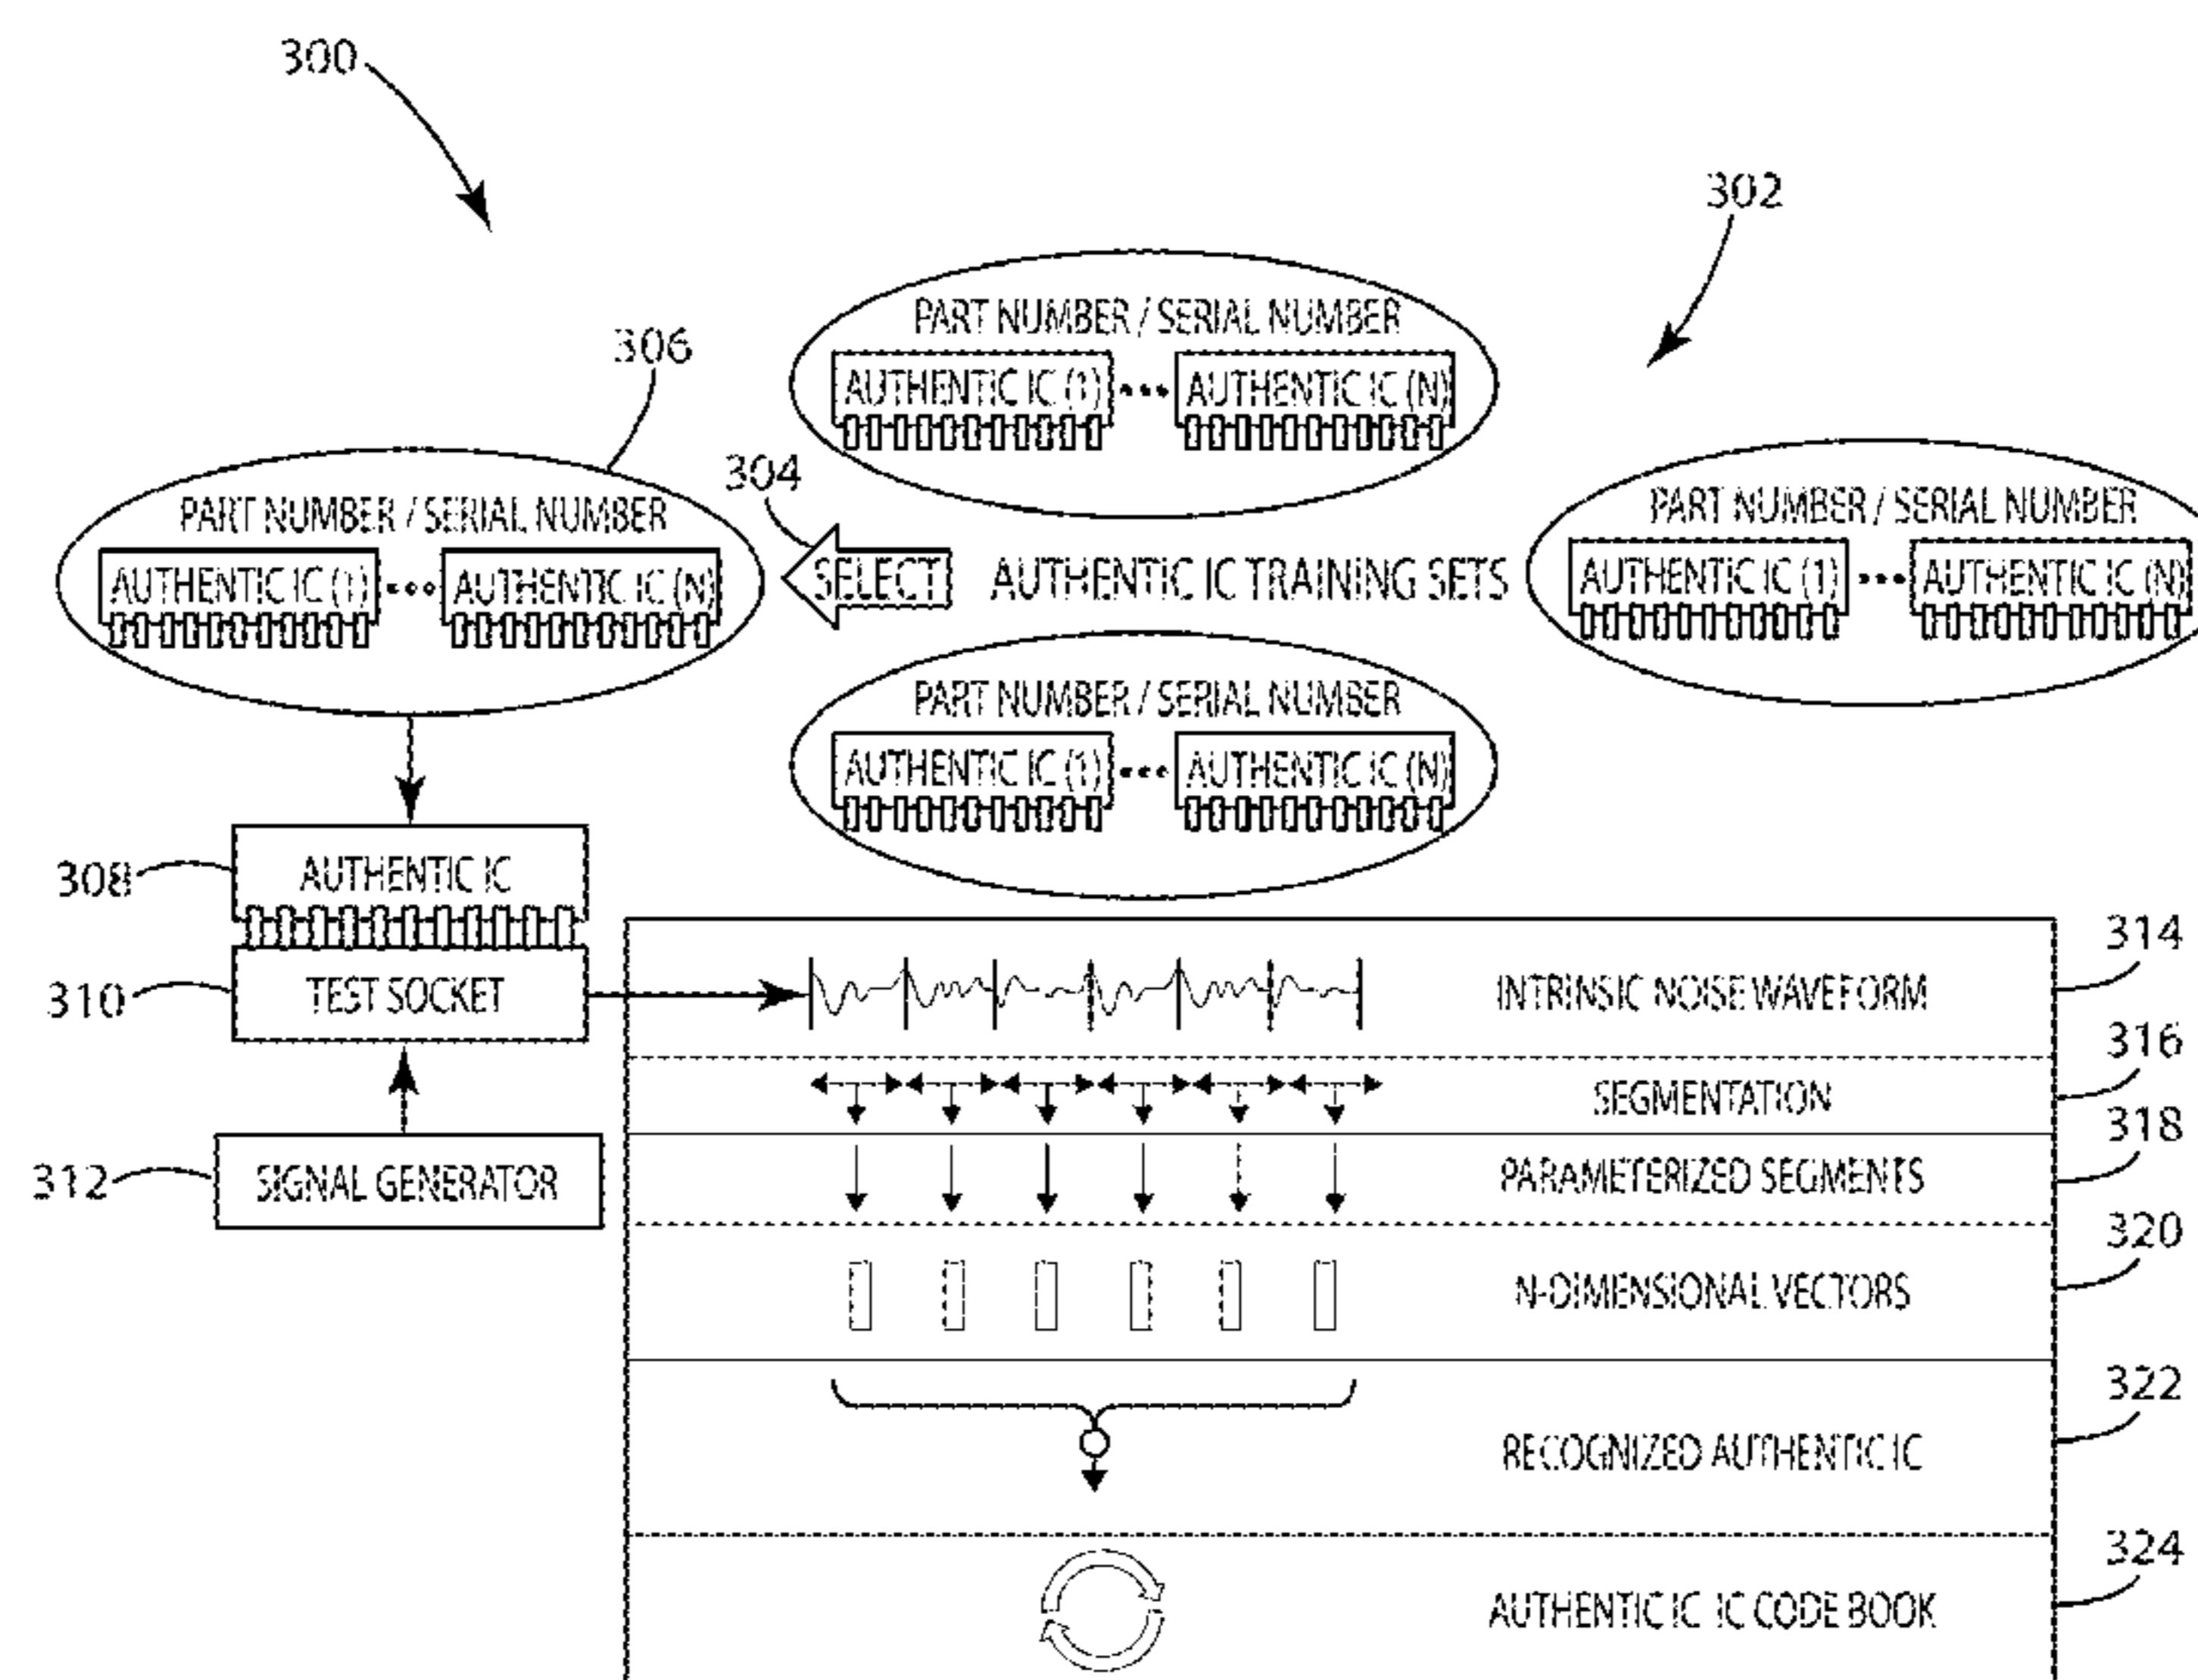 300
302
PART NUMBER / SERIAL NUMBER
AUTHENTIC IC (1) ••• AUTHENTIC IC (N)
306
304
PART NUMBER / SERIAL NUMBER
AUTHENTIC IC (1) ••• AUTHENTIC IC (N)
SELECT
AUTHENTIC IC TRAINING SETS
PART NUMBER / SERIAL NUMBER
AUTHENTIC IC (1) ••• AUTHENTIC IC (N)
PART NUMBER / SERIAL NUMBER
AUTHENTIC IC (1) ••• AUTHENTIC IC (N)
308
AUTHENTIC IC
310
TEST SOCKET
312
SIGNAL GENERATOR
INTRINSIC NOISE WAVEFORM
314
SEGMENTATION
316
PARAMETERIZED SEGMENTS
318
N-DIMENSIONAL VECTORS
320
RECOGNIZED AUTHENTIC IC
322
AUTHENTIC IC IC CODE BOOK
324